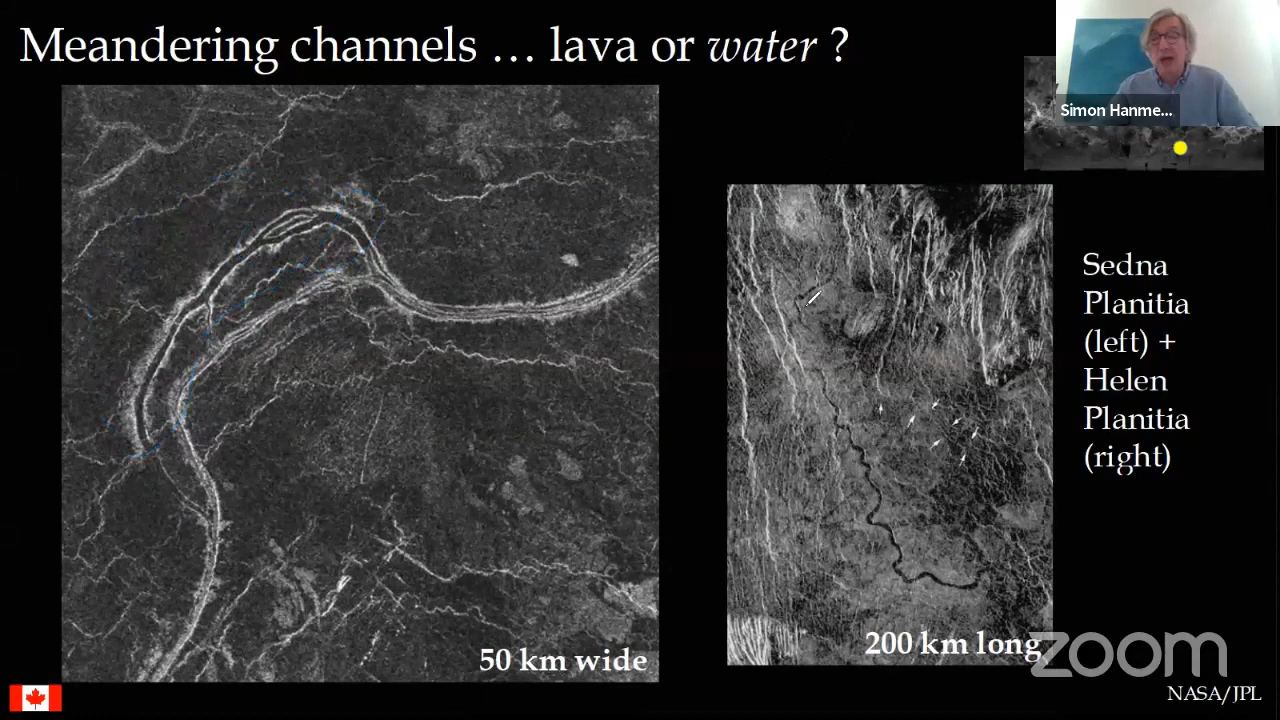 Meandering channels … lava or water ?
Simon Hanme...
Sedna
Planitia
(left) +
Helen
Planitia
(right)
50 km wide
200 km long
zoom
NASA/JPL